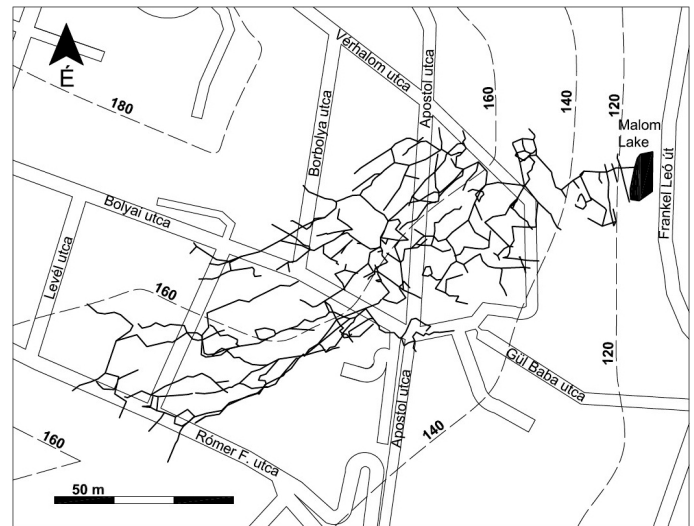 É
180
Vérhalom utca
Apostol utca
160
140
120
Malom
Lake
Borbolya utca
Frankel Leó út
Bolyai utca
Levél utca
160
120
Gül Baba utca
Apostol utca
140
Rómer F. utca
160
50 m